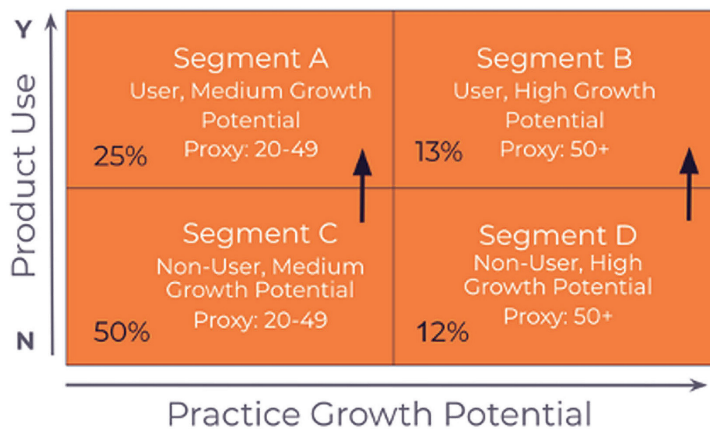 Y
Product Use
N
Segment A
User, Medium Growth
Potential
Proxy: 20-49
25%
Segment B
User, High Growth
Potential
Proxy: 50+
13%
Segment C
Non-User, Medium
Growth Potential
Proxy: 20-49
50%
Segment D
Non-User, High
Growth Potential
Proxy: 50+
12%
Practice Growth Potential